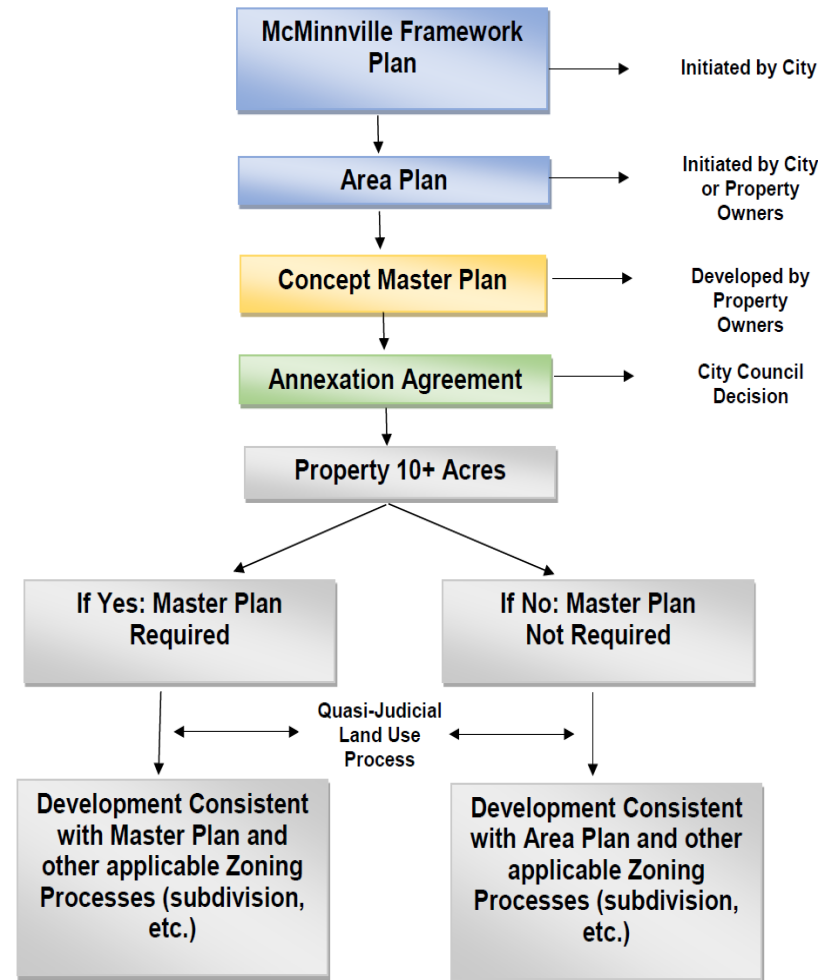 McMinnville Framework
Plan
Initiated by City
Area Plan
Initiated by City
or Property
Owners
Concept Master Plan
Developed by
Property
Owners
Annexation Agreement
City Council
Decision
Property 10+ Acres
If Yes: Master Plan
Required
If No: Master Plan
Not Required
Quasi-Judicial
Land Use
Process
Development Consistent
with Master Plan and
other applicable Zoning
Processes (subdivision,
etc.)
Development Consistent
with Area Plan and other
applicable Zoning
Processes (subdivision,
etc.)